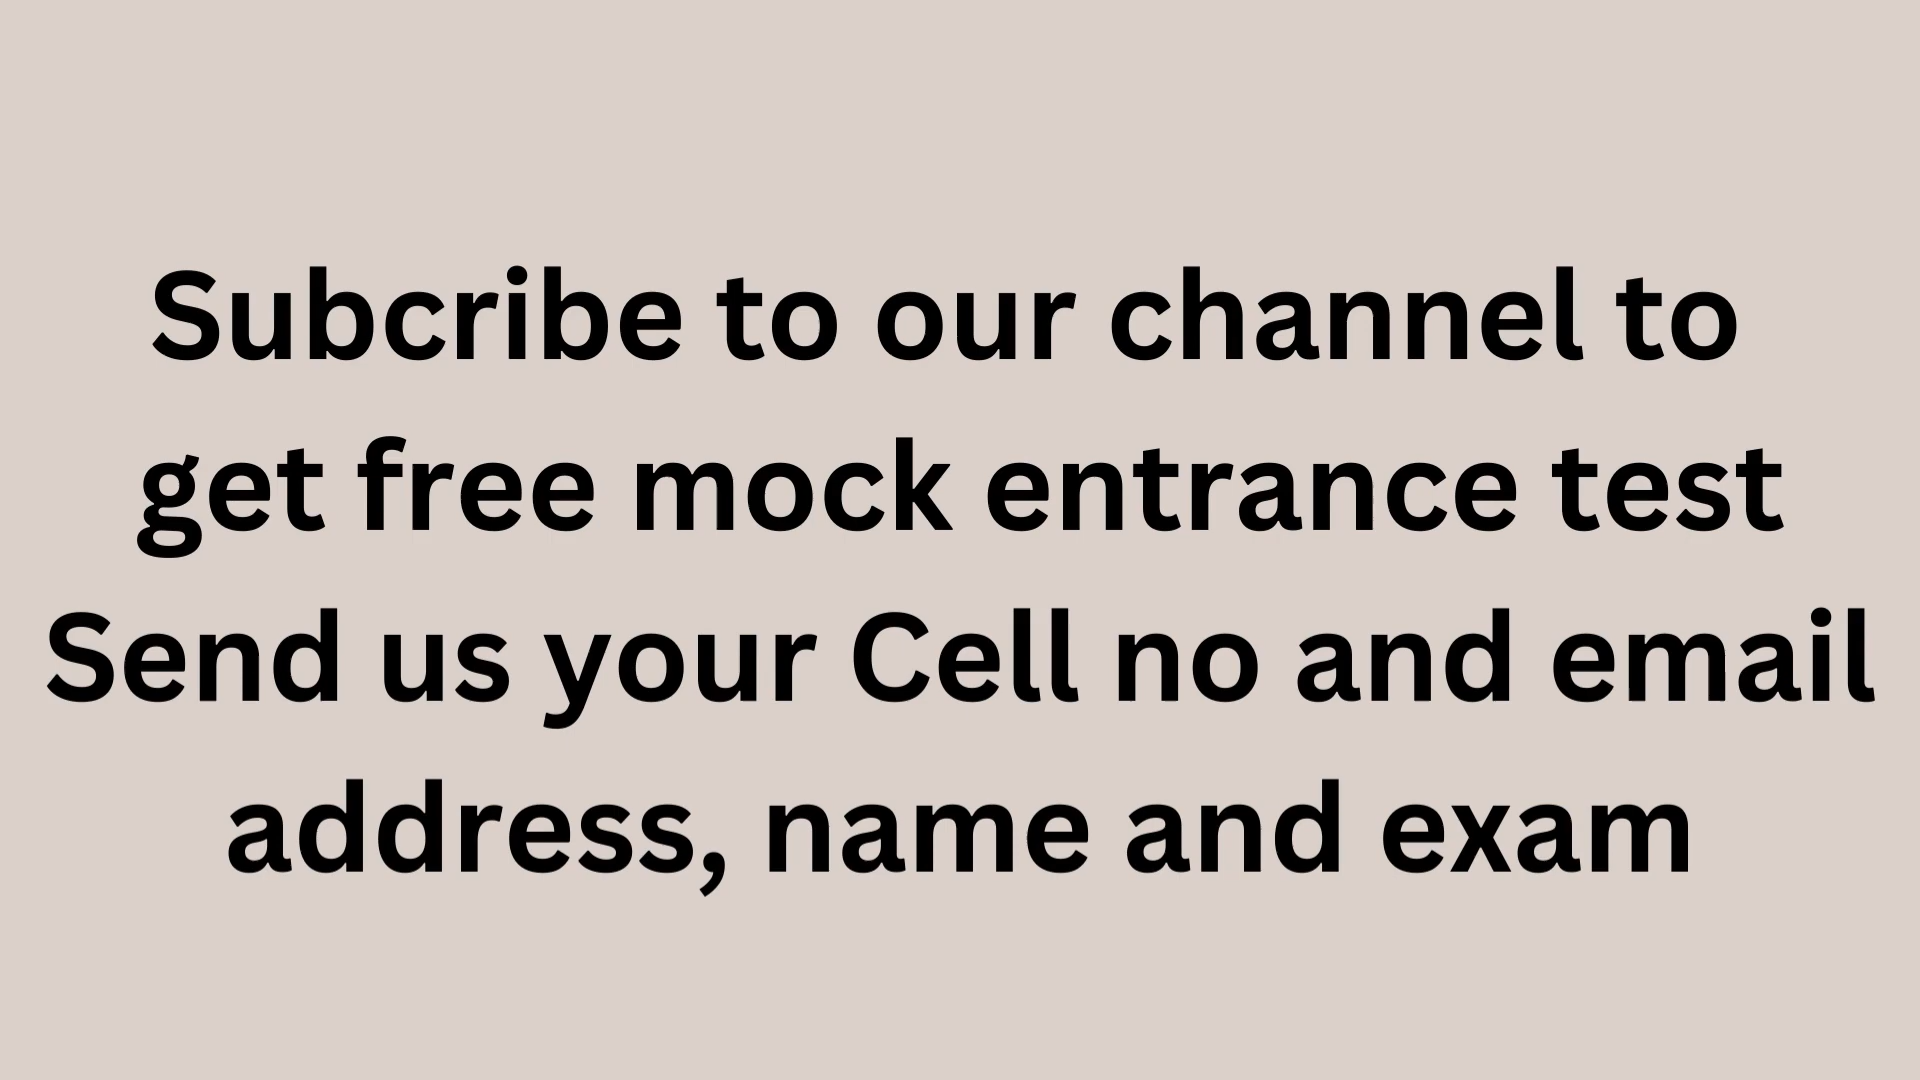 Subcribe to our channel to
get free mock entrance test
Send us your Cell no and email
address, name and exam